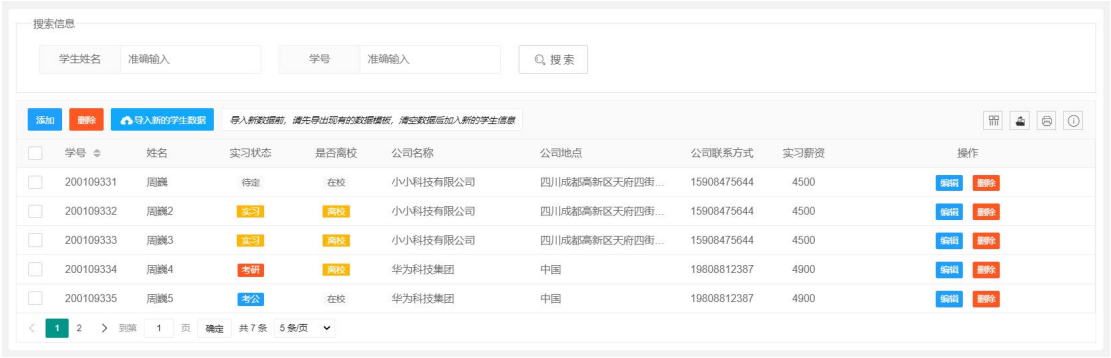 搜索信息
学生姓名 准确输入 学号 准确输入 搜索
添加 删除 导入新的学生数据 导入新数据前，请先导出现有的数据模板，清空数据后加入新的学生信息
学号 姓名 实习状态 是否离校 公司名称 公司地点 公司联系方式 实习薪资 操作
200109331 周巍 待定 在校 小小科技有限公司 四川成都高新区天府四街... 15908475644 4500 编辑 删除
200109332 周巍2 实习 离校 小小科技有限公司 四川成都高新区天府四街... 15908475644 4500 编辑 删除
200109333 周巍3 实习 离校 小小科技有限公司 四川成都高新区天府四街... 15908475644 4500 编辑 删除
200109334 周巍4 考研 离校 华为科技集团 中国 19808812387 4900 编辑 删除
200109335 周巍5 考公 在校 华为科技集团 中国 19808812387 4900 编辑 删除
1 2 到第 1 页 确定 共 7 条 5 条/页